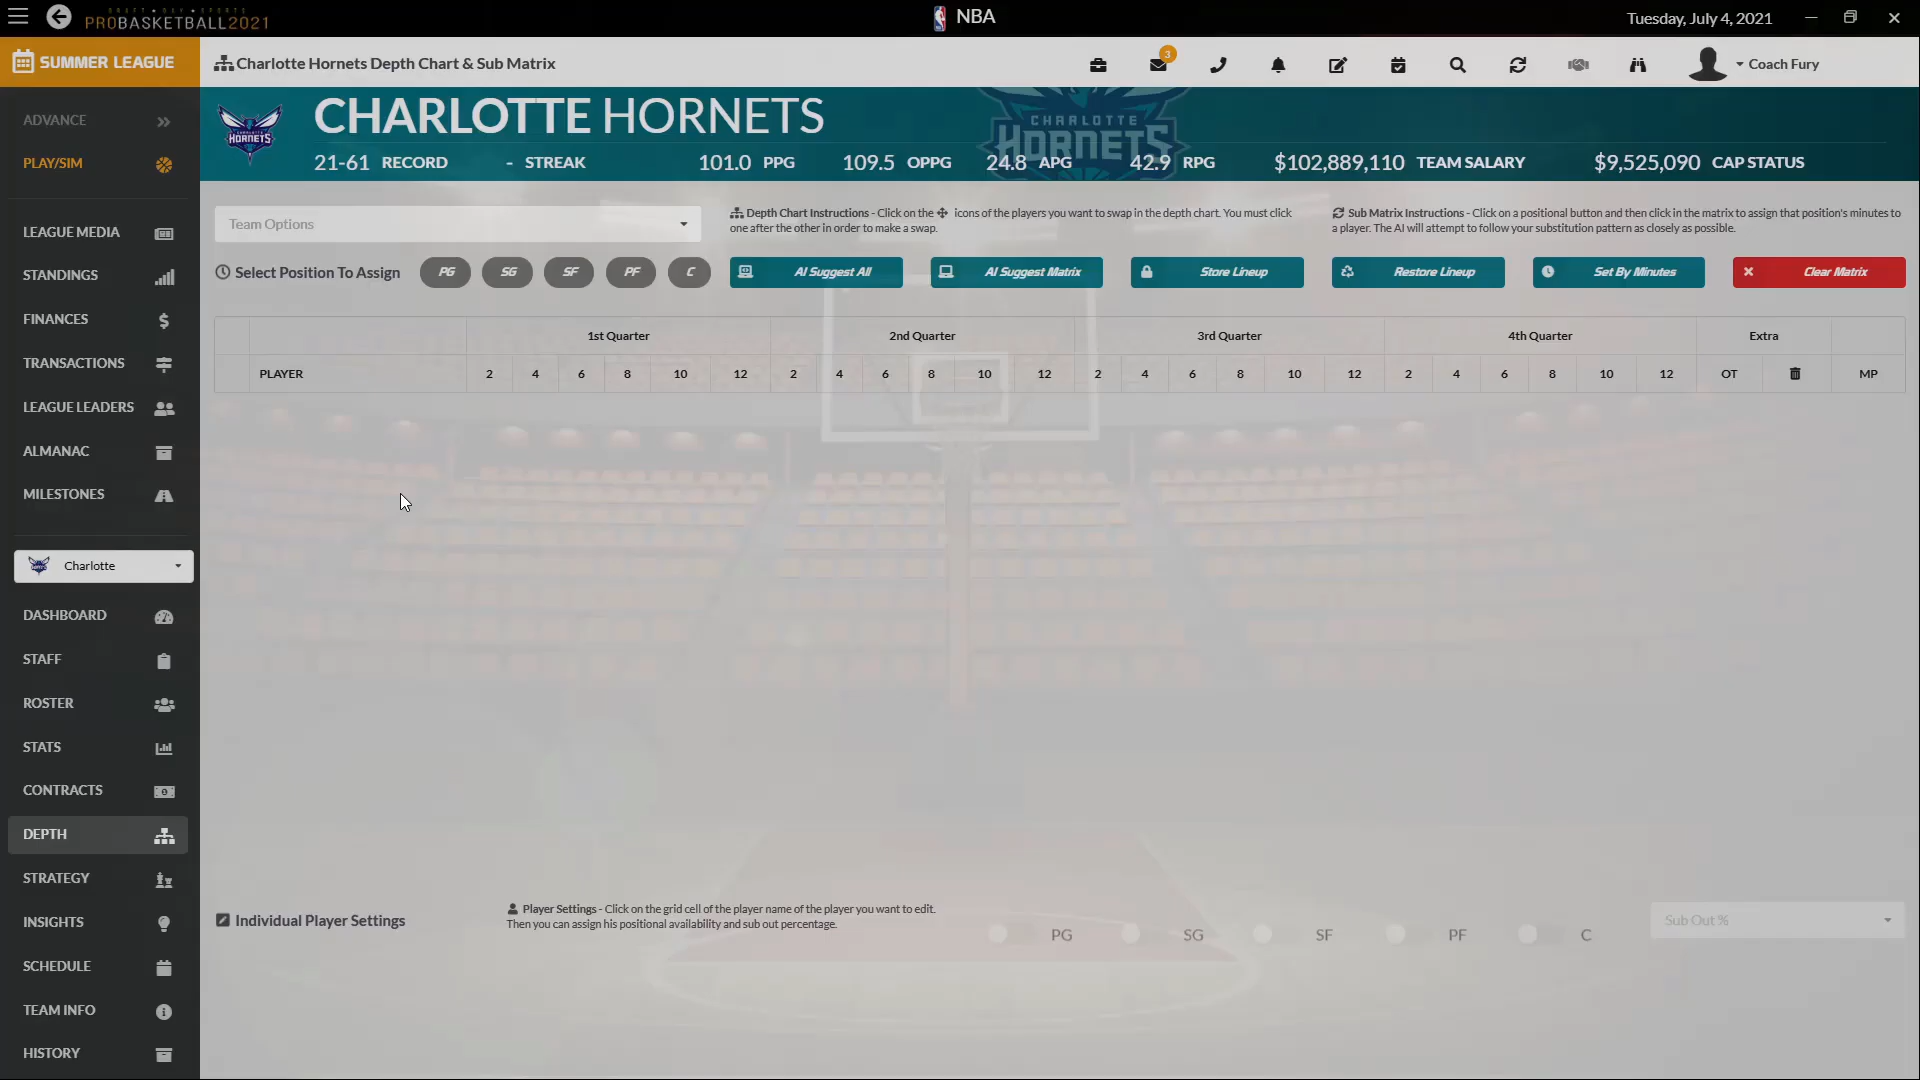 DRAFT • DAY • SPORTS
PROBASKETBALL2021
NBA
Tuesday, July 4, 2021
SUMMER LEAGUE
Charlotte Hornets Depth Chart & Sub Matrix
3
Coach Fury
ADVANCE
PLAY/SIM
LEAGUE MEDIA
STANDINGS
FINANCES
TRANSACTIONS
LEAGUE LEADERS
ALMANAC
MILESTONES
Charlotte
DASHBOARD
STAFF
ROSTER
STATS
CONTRACTS
DEPTH
STRATEGY
INSIGHTS
SCHEDULE
TEAM INFO
HISTORY
HORNETS
CHARLOTTE HORNETS
CHARLOTTE
HORNETS
21-61 RECORD - STREAK 101.0 PPG 109.5 OPPG 24.8 APG 42.9 RPG $102,889,110 TEAM SALARY $9,525,090 CAP STATUS
Team Options
Depth Chart Instructions - Click on the icons of the players you want to swap in the depth chart. You must click
one after the other in order to make a swap.
Sub Matrix Instructions - Click on a positional button and then click in the matrix to assign that position's minutes to
a player. The AI will attempt to follow your substitution pattern as closely as possible.
Select Position To Assign PG SG SF PF C AI Suggest All AI Suggest Matrix Store Lineup Restore Lineup Set By Minutes Clear Matrix
1st Quarter 2nd Quarter 3rd Quarter 4th Quarter Extra
PLAYER 2 4 6 8 10 12 2 4 6 8 10 12 2 4 6 8 10 12 2 4 6 8 10 12 OT MP
Individual Player Settings
Player Settings - Click on the grid cell of the player name of the player you want to edit.
Then you can assign his positional availability and sub out percentage.
PG SG SF PF C
Sub Out %